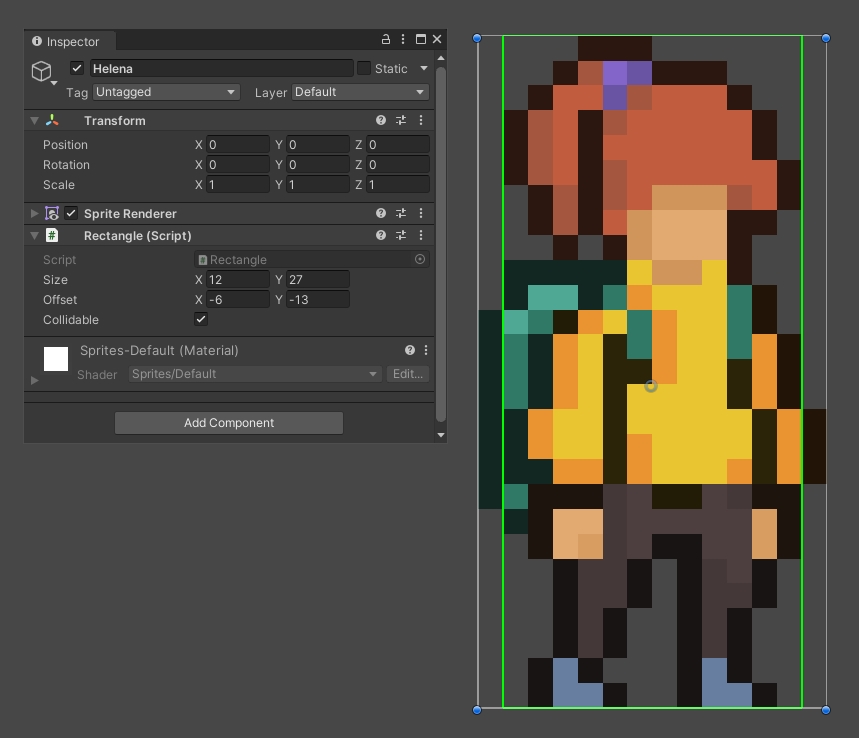 Inspector
Helena Static
Tag Untagged Layer Default
Transform
Position X 0 Y 0 Z 0
Rotation X 0 Y 0 Z 0
Scale X 1 Y 1 Z 1
Sprite Renderer
# Rectangle (Script)
Script # Rectangle
Size X 12 Y 27
Offset X -6 Y -13
Collidable
Sprites-Default (Material)
Shader Sprites/Default Edit...
Add Component